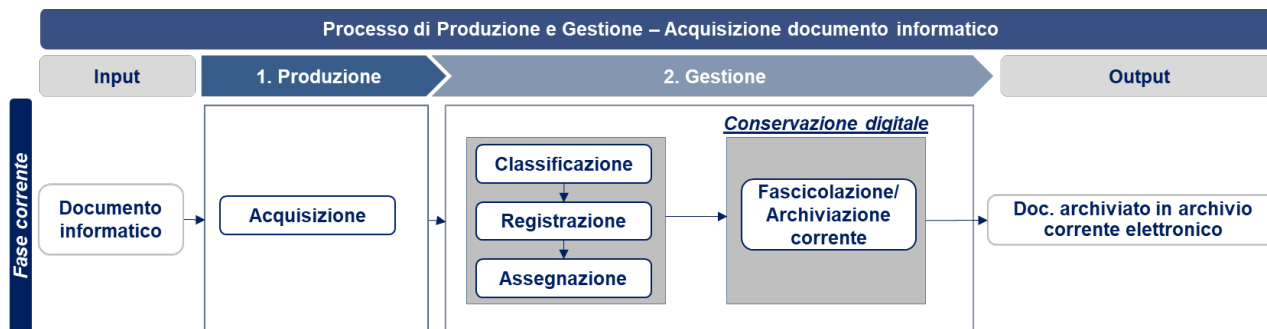 Processo di Produzione e Gestione – Acquisizione documento informatico
Input
1. Produzione
2. Gestione
Output
Fase corrente
Documento
informatico
Acquisizione
Classificazione
Registrazione
Assegnazione
Conservazione digitale
Fascicolazione/
Archiviazione
corrente
Doc. archiviato in archivio
corrente elettronico